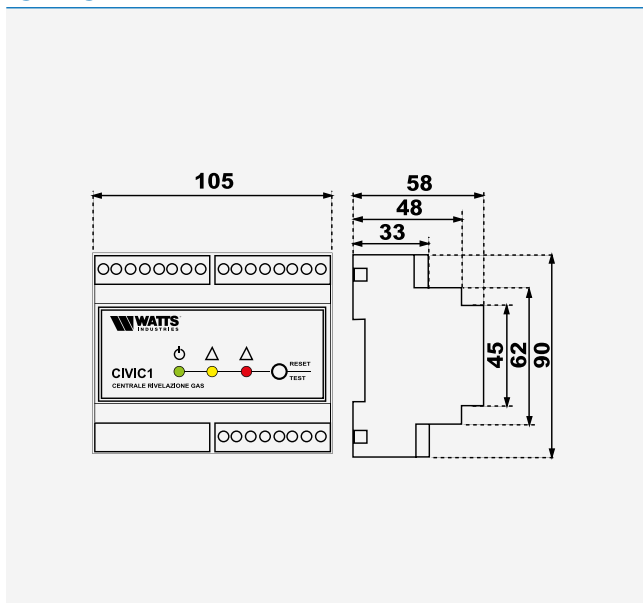 105
58
48
33
WATTS
INDUSTRIES
CIVIC1
CENTRALE RIVELAZIONE GAS
RESET
TEST
45
62
90